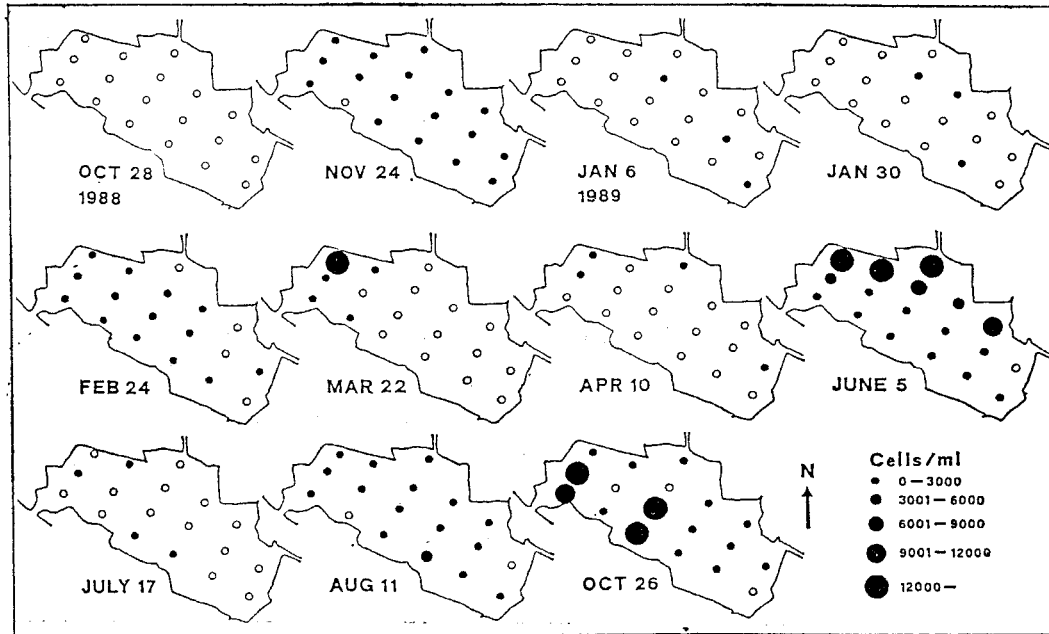 OCT 28
1988
NOV 24
JAN 6
1989
JAN 30
FEB 24
MAR 22
APR 10
JUNE 5
JULY 17
AUG 11
OCT 26
N
Cells/ml
0-3000
3001-6000
6001-9000
9001-12000
12000-